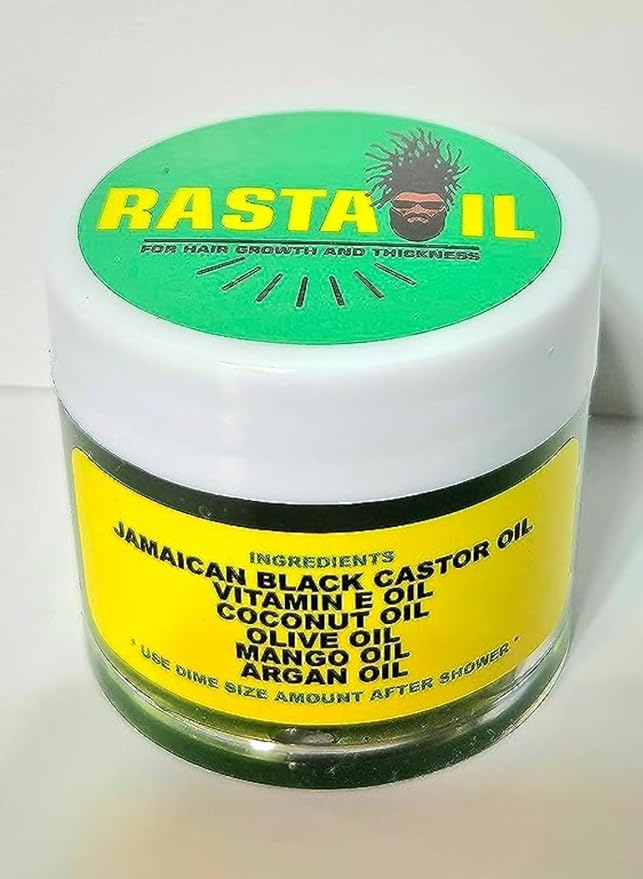 RASTA IL
FOR HAIR GROWTH AND THICKNESS
INGREDIENTS
JAMAICAN BLACK CASTOR OIL
VITAMIN E OIL
COCONUT OIL
OLIVE OIL
MANGO OIL
ARGAN OIL
· USE DIME SIZE AMOUNT AFTER SHOWER ·